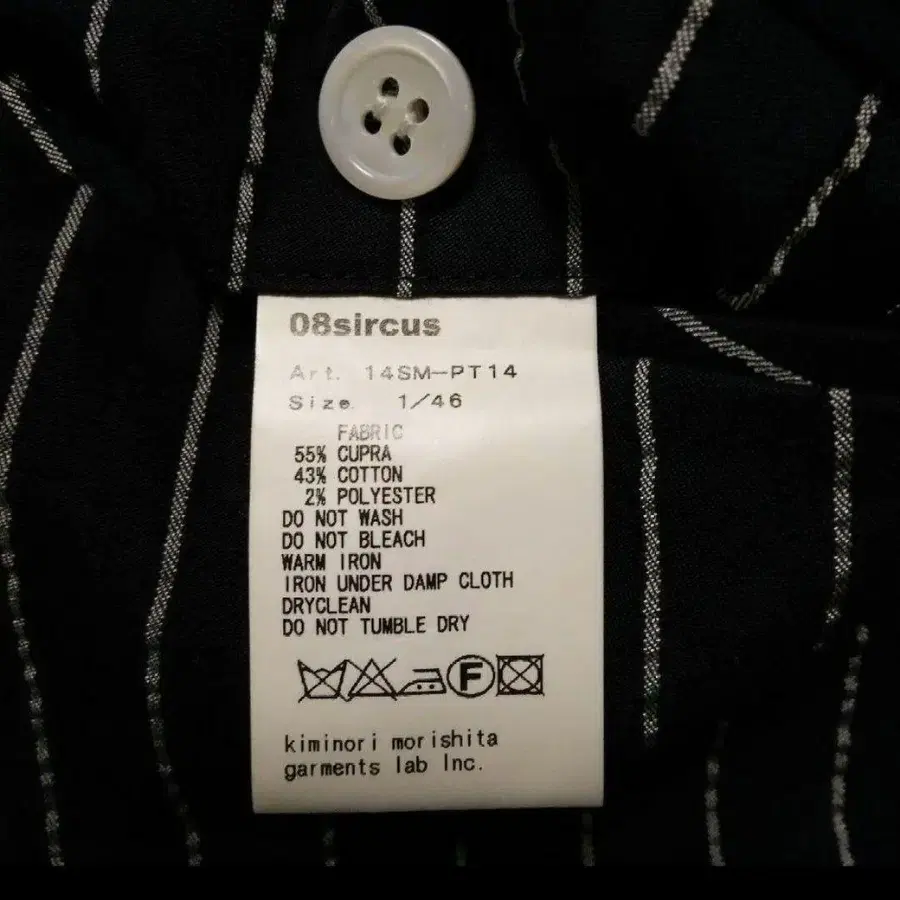 08sircus
Art. 14SM-PT14
Size. 1/46
FABRIC
55% CUPRA
43% COTTON
2% POLYESTER
DO NOT WASH
DO NOT BLEACH
WARM IRON
IRON UNDER DAMP CLOTH
DRYCLEAN
DO NOT TUMBLE DRY
F
kiminori morishita
garments lab Inc.